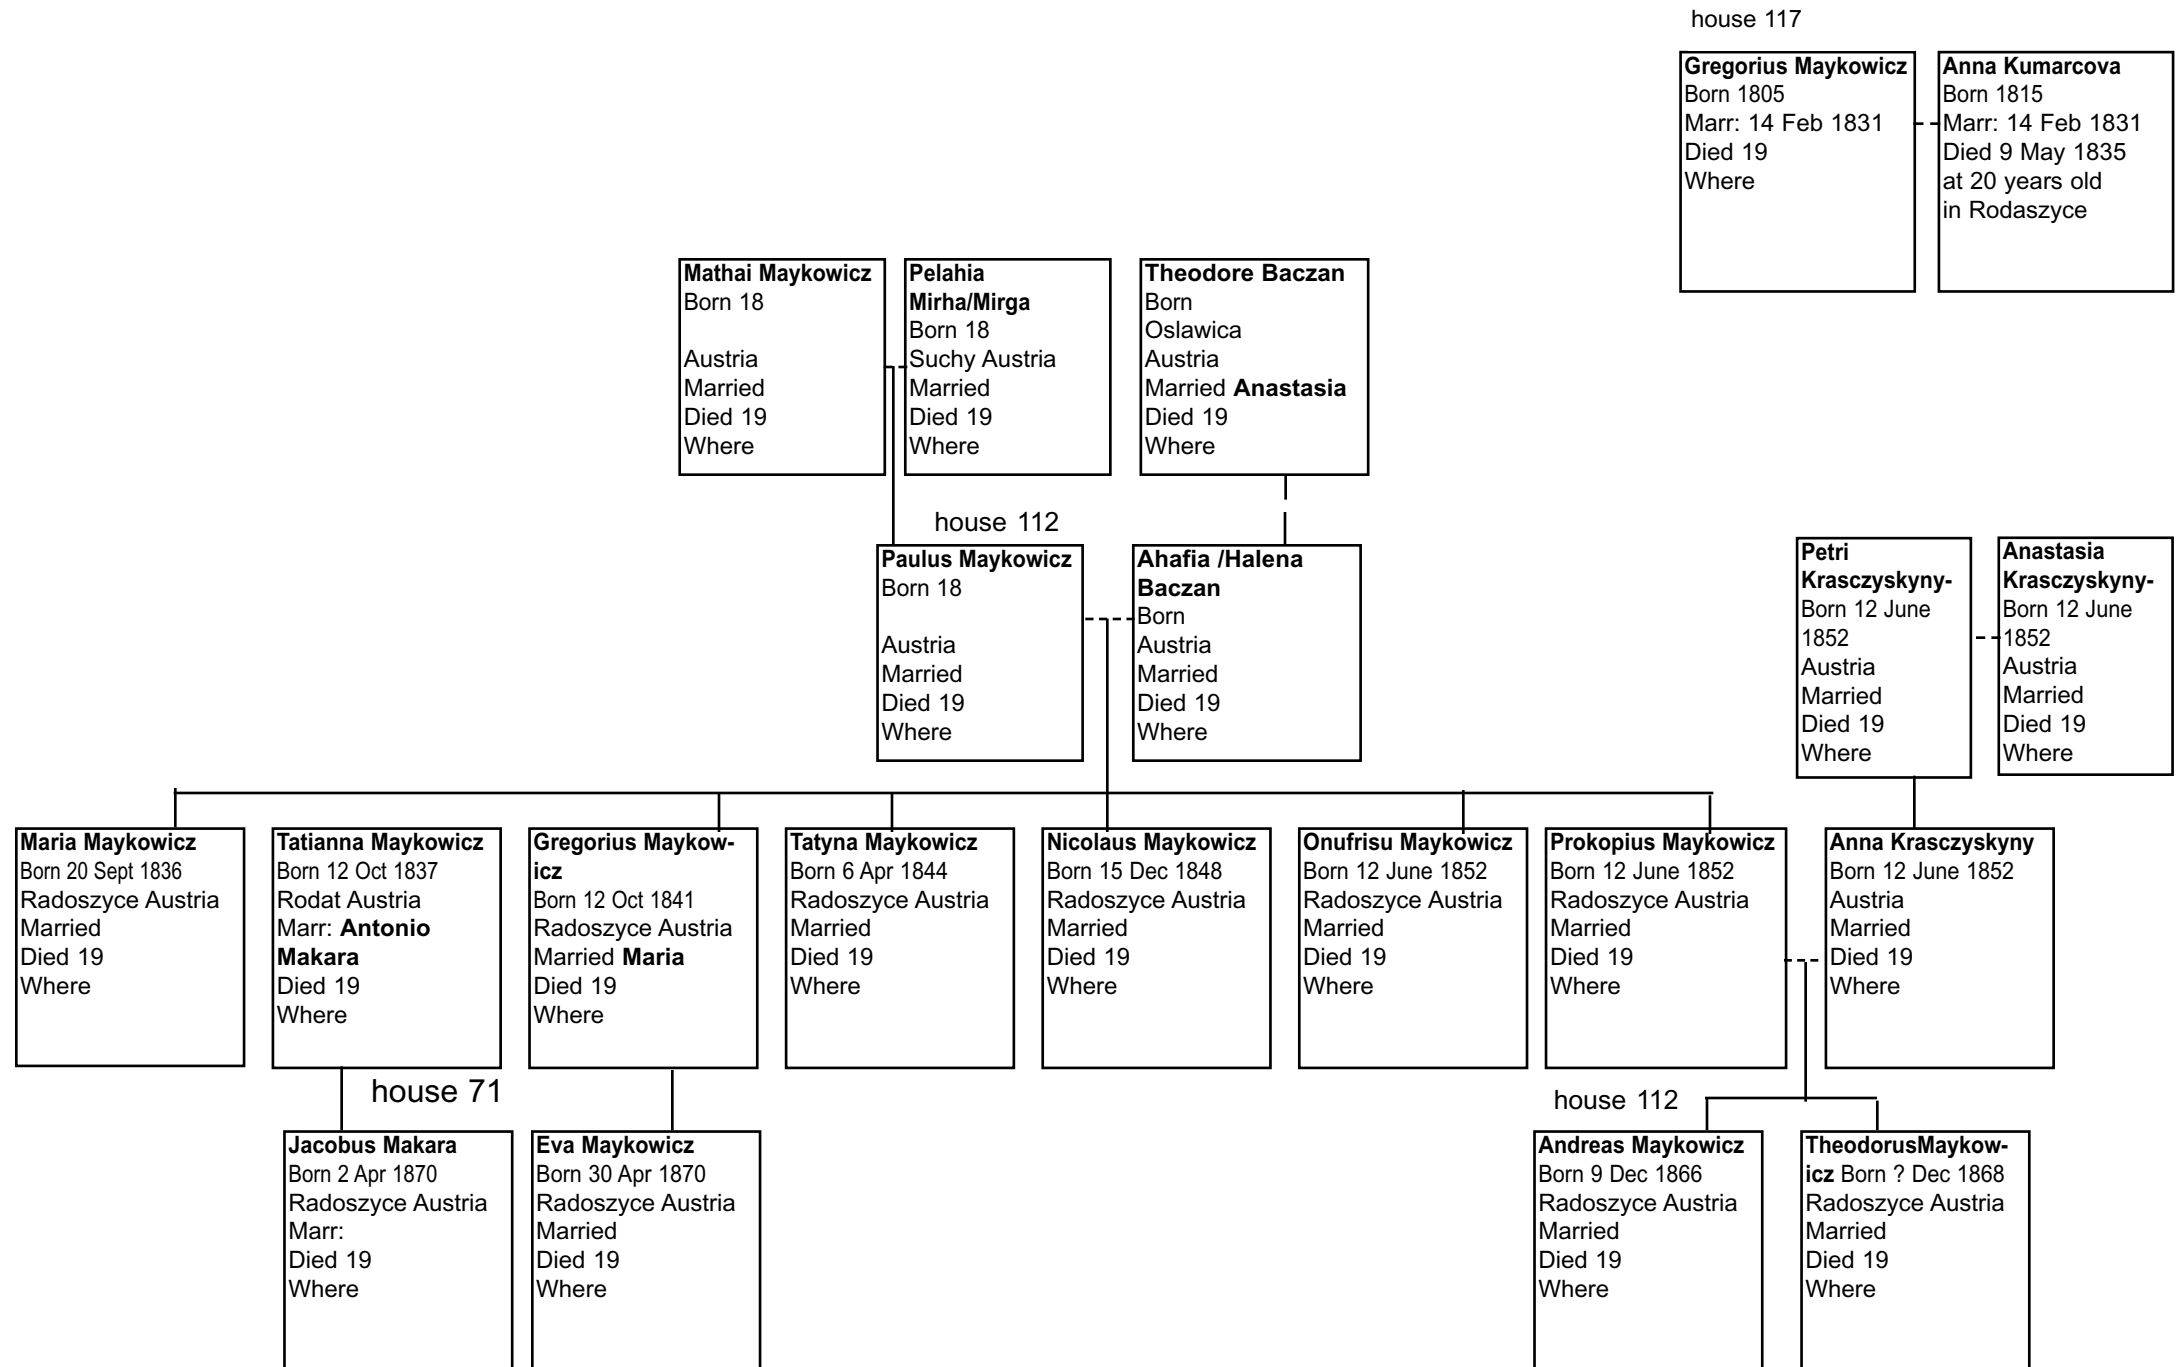 house 117
Gregorius Maykowicz
Born 1805
Marr: 14 Feb 1831
Died 19
Where
Anna Kumarcova
Born 1815
Marr: 14 Feb 1831
Died 9 May 1835
at 20 years old
in Rodaszyce
Mathai Maykowicz
Born 18
Austria
Married
Died 19
Where
Pelahia
Mirha/Mirga
Born 18
Suchy Austria
Married
Died 19
Where
Theodore Baczan
Born
Oslawica
Austria
Married Anastasia
Died 19
Where
house 112
Paulus Maykowicz
Born 18
Austria
Married
Died 19
Where
Ahafia /Halena
Baczan
Born
Austria
Married
Died 19
Where
Petri
Krasczyskyny-
Born 12 June
1852
Austria
Married
Died 19
Where
Anastasia
Krasczyskyny-
Born 12 June
1852
Austria
Married
Died 19
Where
Maria Maykowicz
Born 20 Sept 1836
Radoszyce Austria
Married
Died 19
Where
Tatianna Maykowicz
Born 12 Oct 1837
Rodat Austria
Marr: Antonio
Makara
Died 19
Where
Gregorius Maykow-
icz
Born 12 Oct 1841
Radoszyce Austria
Married Maria
Died 19
Where
Tatyna Maykowicz
Born 6 Apr 1844
Radoszyce Austria
Married
Died 19
Where
Nicolaus Maykowicz
Born 15 Dec 1848
Radoszyce Austria
Married
Died 19
Where
Onufrisu Maykowicz
Born 12 June 1852
Radoszyce Austria
Married
Died 19
Where
Prokopius Maykowicz
Born 12 June 1852
Radoszyce Austria
Married
Died 19
Where
Anna Krasczyskyny
Born 12 June 1852
Austria
Married
Died 19
Where
house 71
Jacobus Makara
Born 2 Apr 1870
Radoszyce Austria
Marr:
Died 19
Where
Eva Maykowicz
Born 30 Apr 1870
Radoszyce Austria
Married
Died 19
Where
house 112
Andreas Maykowicz
Born 9 Dec 1866
Radoszyce Austria
Married
Died 19
Where
TheodorusMaykow-
icz Born ? Dec 1868
Radoszyce Austria
Married
Died 19
Where